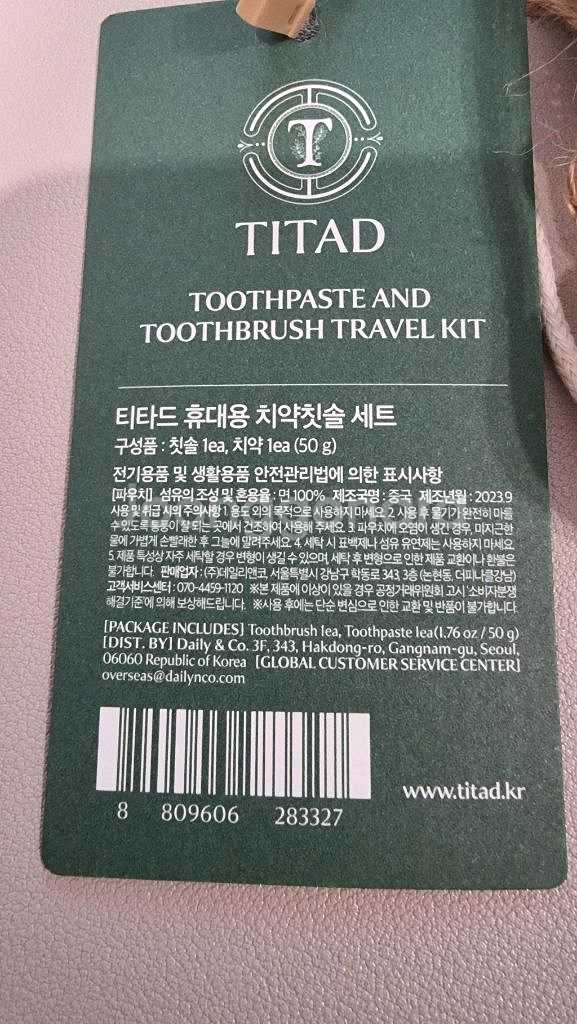 T
TITAD
TOOTHPASTE AND
TOOTHBRUSH TRAVEL KIT
티타드 휴대용 치약칫솔 세트
구성품 : 칫솔 1ea, 치약 1ea (50 g)
전기용품 및 생활용품 안전관리법에 의한 표시사항
[파우치] 섬유의 조성 및 혼용율 : 면 100% 제조국명 : 중국 제조년월 : 2023.9
사용 및 취급 시의 주의사항 1. 용도 외의 목적으로 사용하지 마세요. 2. 사용 후 물기가 완전히 마를
수 있도록 통풍이 잘 되는 곳에서 건조하여 사용해 주세요. 3. 파우치에 오염이 생긴 경우, 미지근한
물에 가볍게 손빨래한 후 그늘에 말려주세요. 4. 세탁 시 표백제나 섬유 유연제는 사용하지 마세요.
5. 제품 특성상 자주 세탁할 경우 변형이 생길 수 있으며, 세탁 후 변형으로 인한 제품 교환이나 환불은
불가합니다. 판매업자 : (주)데일리앤코, 서울특별시 강남구 학동로 343, 3층 (논현동, 더피나클강남)
고객서비스센터 : 070-4459-1120 ※본 제품에 이상이 있을 경우 공정거래위원회 고시 '소비자분쟁
해결기준'에 의해 보상해드립니다. ※사용 후에는 단순 변심으로 인한 교환 및 반품이 불가합니다.
[PACKAGE INCLUDES] Toothbrush 1ea, Toothpaste 1ea(1.76 oz / 50 g)
[DIST. BY] Daily & Co. 3F, 343, Hakdong-ro, Gangnam-gu, Seoul,
06060 Republic of Korea [GLOBAL CUSTOMER SERVICE CENTER]
overseas@dailynco.com
www.titad.kr
8 809606 283327